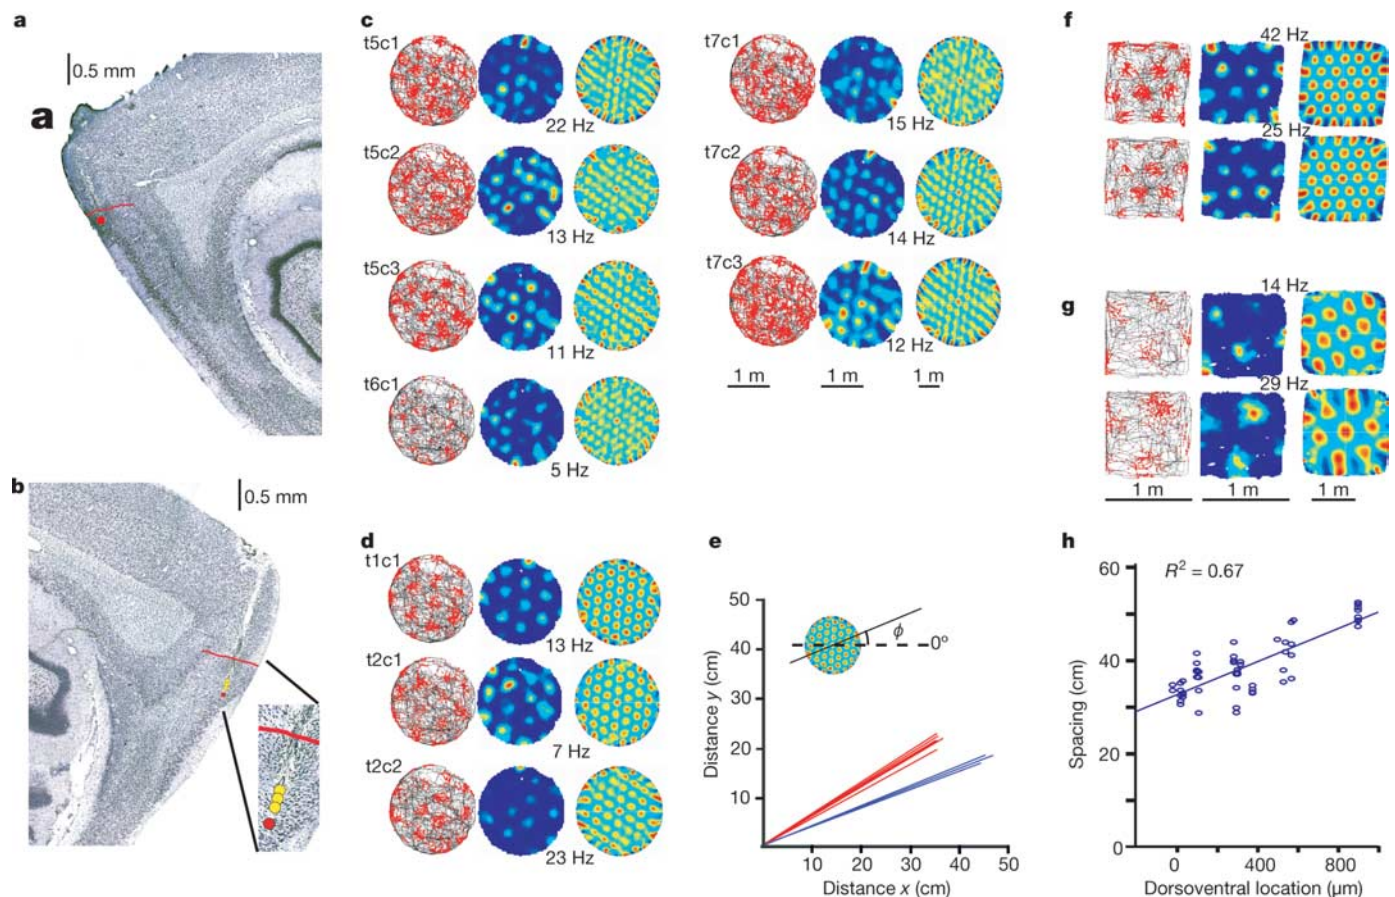 a
0.5 mm
a
b
0.5 mm
c
t5c1
22 Hz
t5c2
13 Hz
t5c3
11 Hz
t6c1
5 Hz
t7c1
15 Hz
t7c2
14 Hz
t7c3
12 Hz
1 m
1 m
1 m
d
t1c1
13 Hz
t2c1
7 Hz
t2c2
23 Hz
e
50
40
30
20
10
Distance y (cm)
ϕ
0°
10 20 30 40 50
Distance x (cm)
f
42 Hz
25 Hz
g
14 Hz
29 Hz
1 m
1 m
1 m
h
R² = 0.67
60
40
20
0
Spacing (cm)
0 400 800
Dorsoventral location (µm)